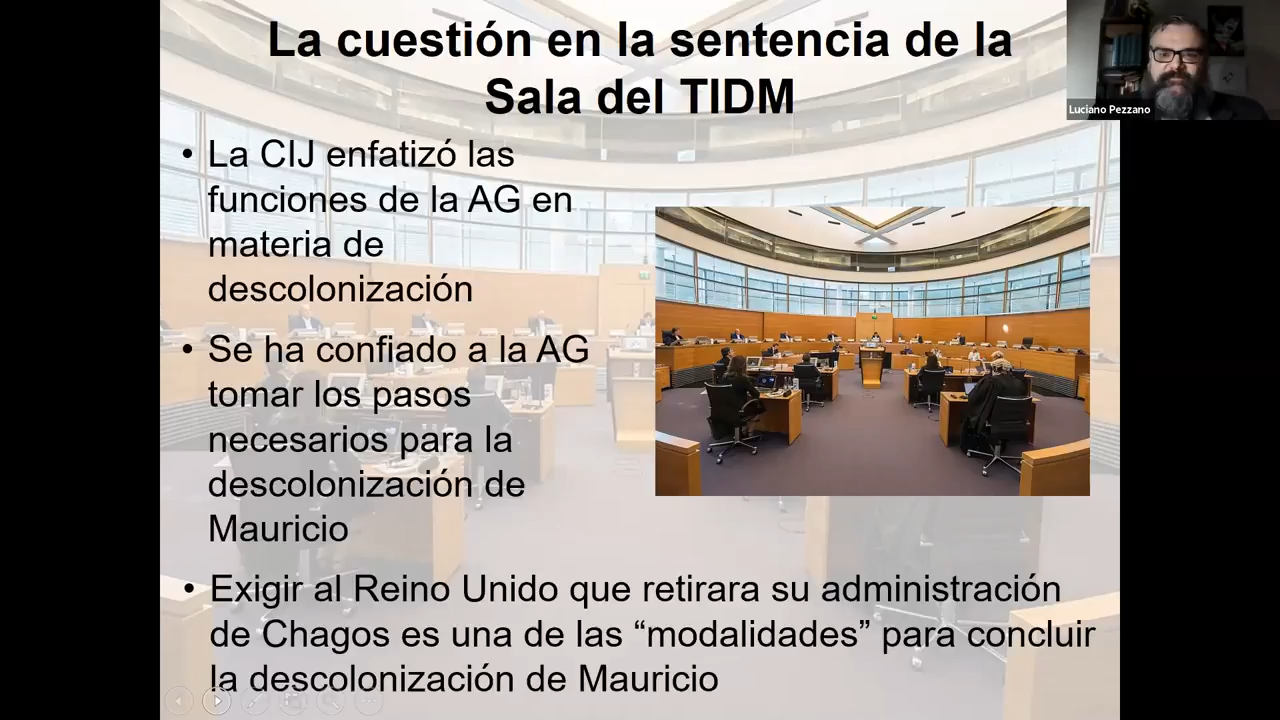 La cuestión en la sentencia de la
Sala del TIDM
Luciano Pezzano
• La CIJ enfatizó las
funciones de la AG en
materia de
descolonización
• Se ha confiado a la AG
tomar los pasos
necesarios para la
descolonización de
Mauricio
• Exigir al Reino Unido que retirara su administración
de Chagos es una de las “modalidades” para concluir
la descolonización de Mauricio